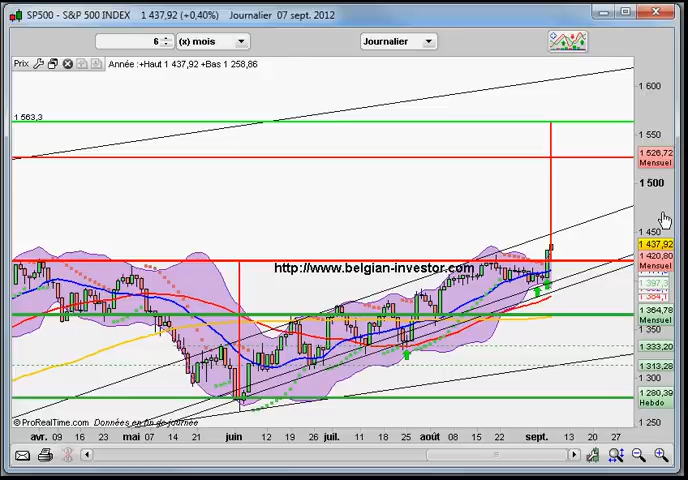 SP500 - S&P 500 INDEX 1 437,92 (+0,40%) Journalier 07 sept. 2012
6 (x) mois Journalier
Prix Année : +Haut 1 437,92 +Bas 1 258,86
1 600
1 563,3
1 550
1 526,72
Mensuel
1 500
1 450
1 437,92
1 420,80
Mensuel
http://www.belgian-investor.com
1 397,3
1 364,78
Mensuel
1 350
1 333,20
1 313,28
1 300
1 280,39
Hebdo
1 250
© ProRealTime.com Données en fin de journée
avr. 09 16 23 mai 07 14 21 juin 12 19 26 juil. 11 18 25 août 08 15 22 sept. 13 20 27